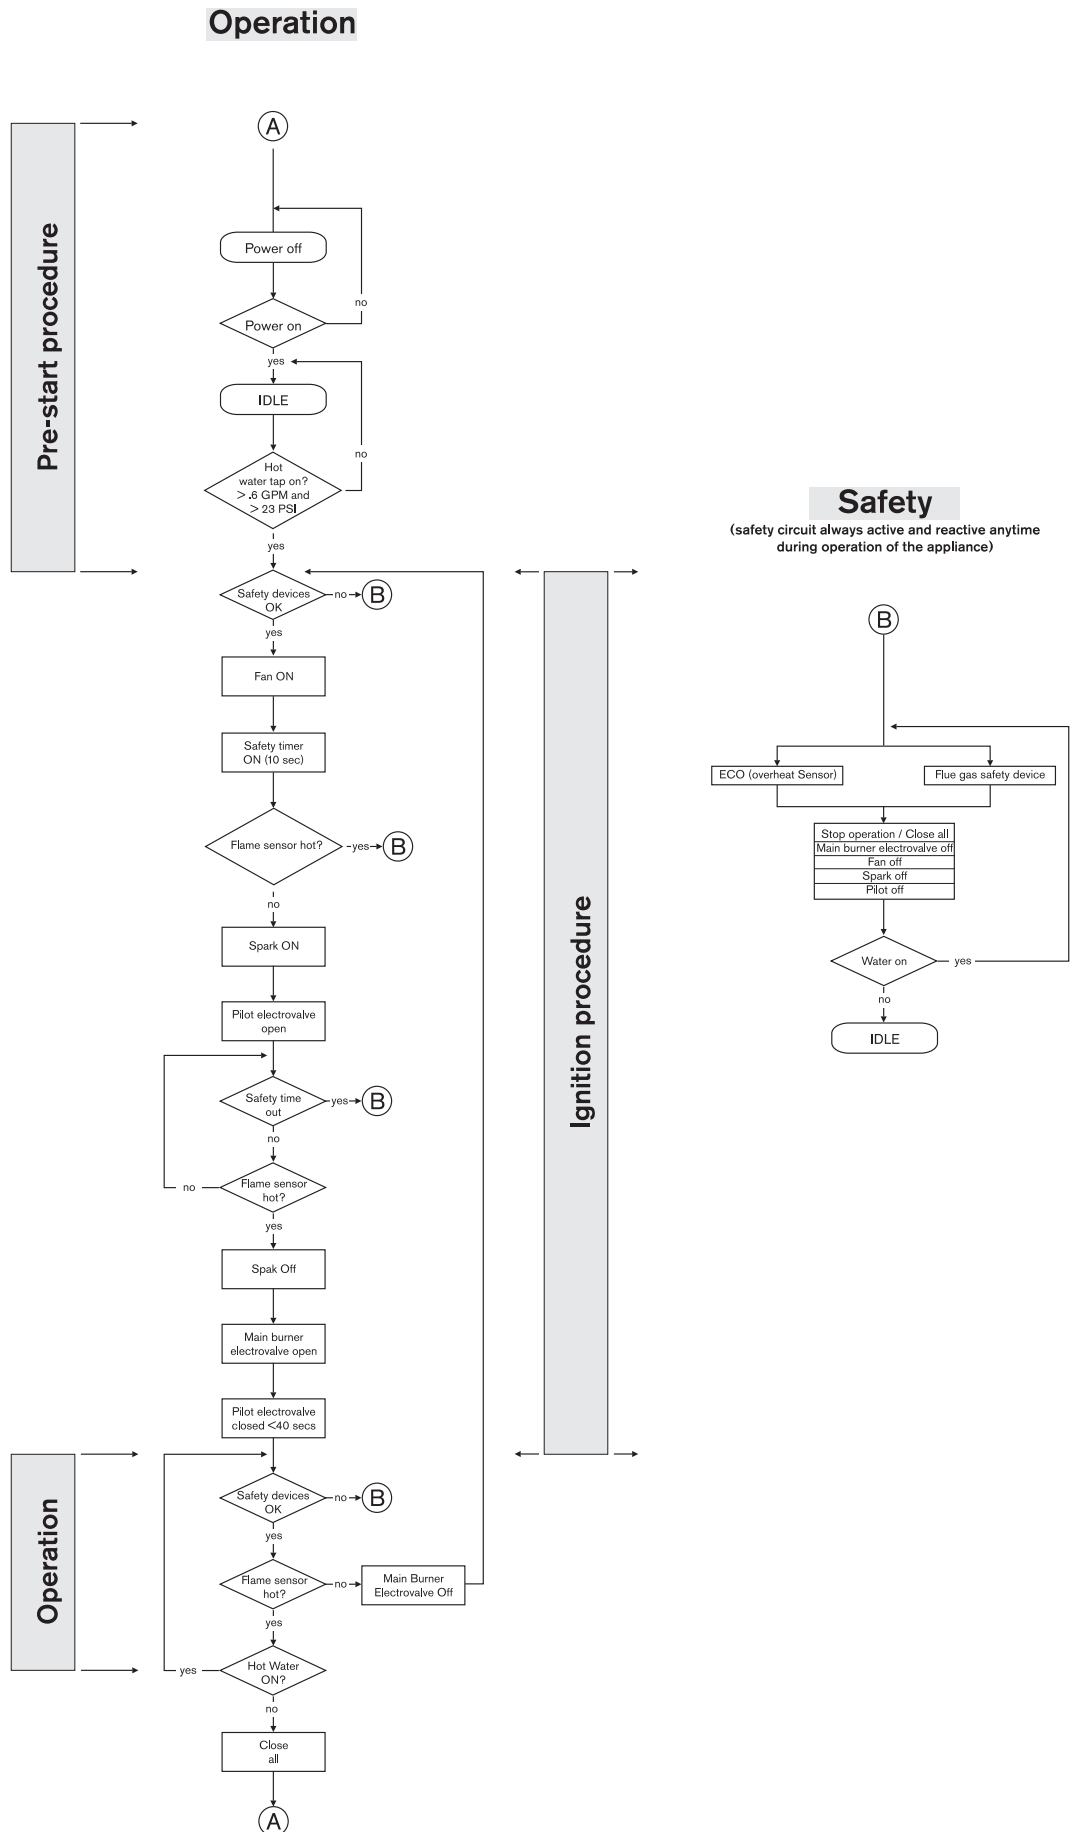 Operation
Pre-start procedure
A
Power off
no
Power on
yes
IDLE
no
Hot
water tap on?
> .6 GPM and
> 23 PSI
yes
Safety devices
OK
no
B
yes
Fan ON
Safety timer
ON (10 sec)
Flame sensor hot?
yes
B
no
Spark ON
Pilot electrovalve
open
Safety time
out
yes
B
no
Flame sensor
hot?
no
yes
Spak Off
Main burner
electrovalve open
Pilot electrovalve
closed <40 secs
Ignition procedure
Operation
Safety devices
OK
no
B
yes
Flame sensor
hot?
no
Main Burner
Electrovalve Off
yes
Hot Water
ON?
yes
no
Close
all
A
Safety
(safety circuit always active and reactive anytime
during operation of the appliance)
B
ECO (overheat Sensor)
Flue gas safety device
Stop operation / Close all
Main burner electrovalve off
Fan off
Spark off
Pilot off
Water on
yes
no
IDLE